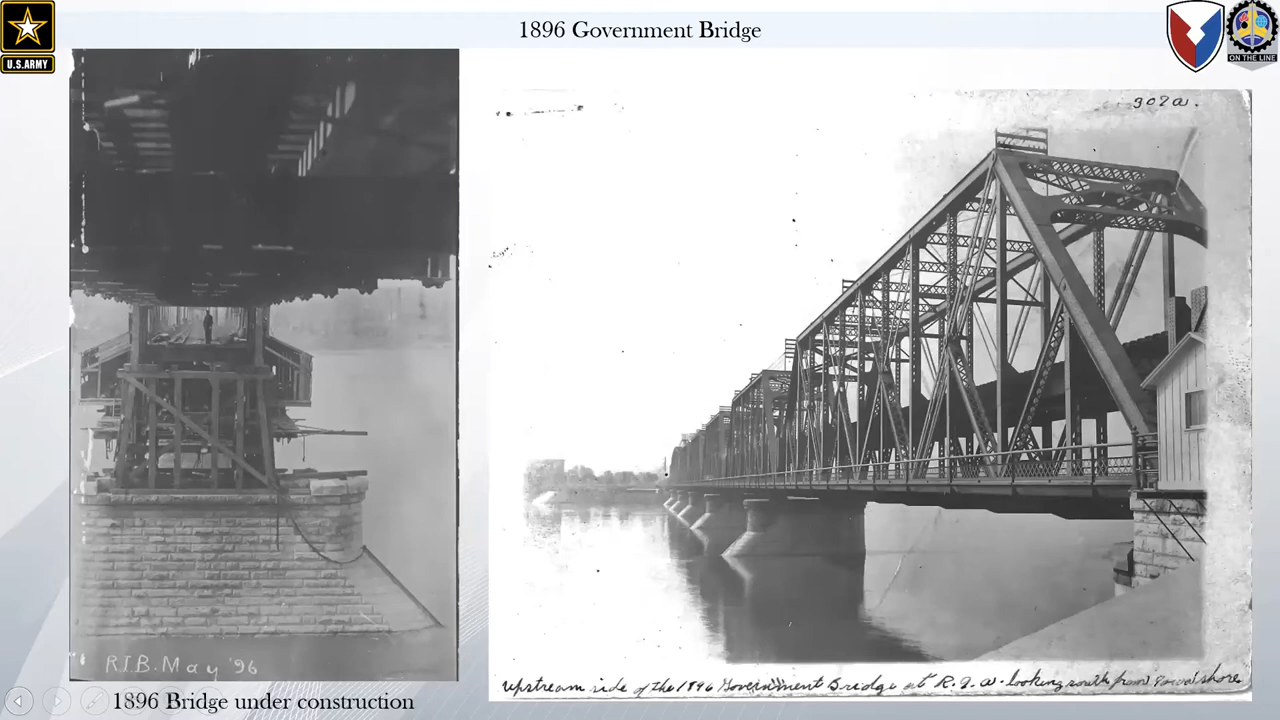 1896 Government Bridge
U.S.ARMY
ON THE LINE
302a.
R.I.B. May '96
Upstream side of the 1896 Government Bridge at R.I.A. looking south from Iowa shore
1896 Bridge under construction